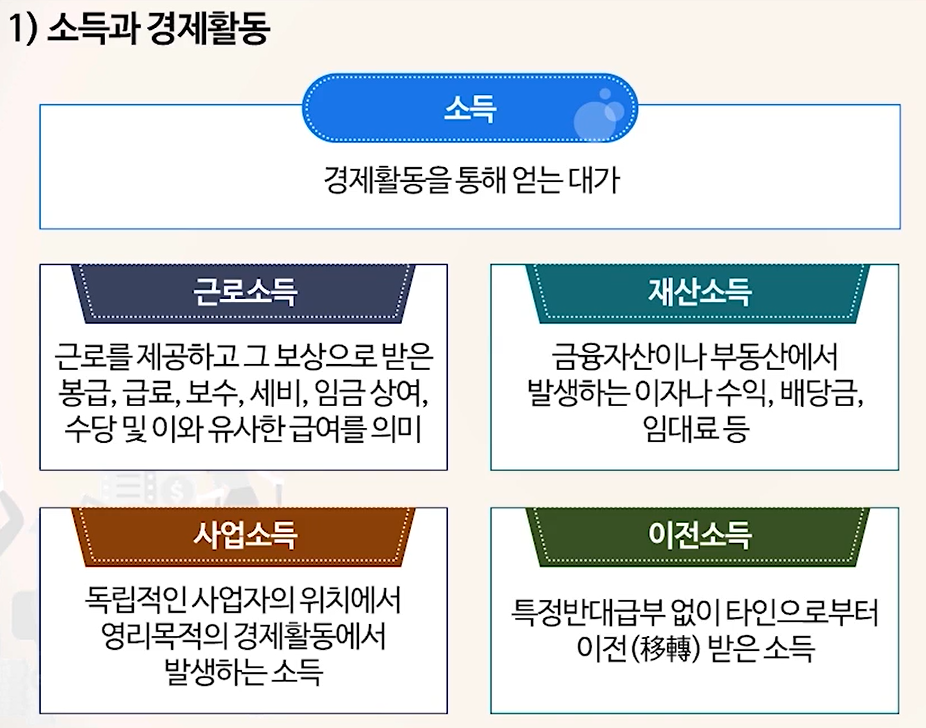 1) 소득과 경제활동
소득
경제활동을 통해 얻는 대가
근로소득
근로를 제공하고 그 보상으로 받은
봉급, 급료, 보수, 세비, 임금 상여,
수당 및 이와 유사한 급여를 의미
재산소득
금융자산이나 부동산에서
발생하는 이자나 수익, 배당금,
임대료 등
사업소득
독립적인 사업자의 위치에서
영리목적의 경제활동에서
발생하는 소득
이전소득
특정반대급부 없이 타인으로부터
이전(移轉) 받은 소득